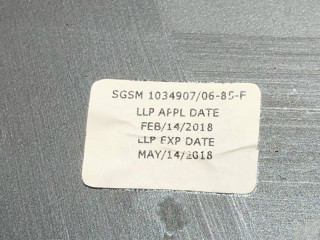 SGSM 1034907/06-85-F
LLP APPL DATE
FEB/14/2018
LLP EXP DATE
MAY/14/2018